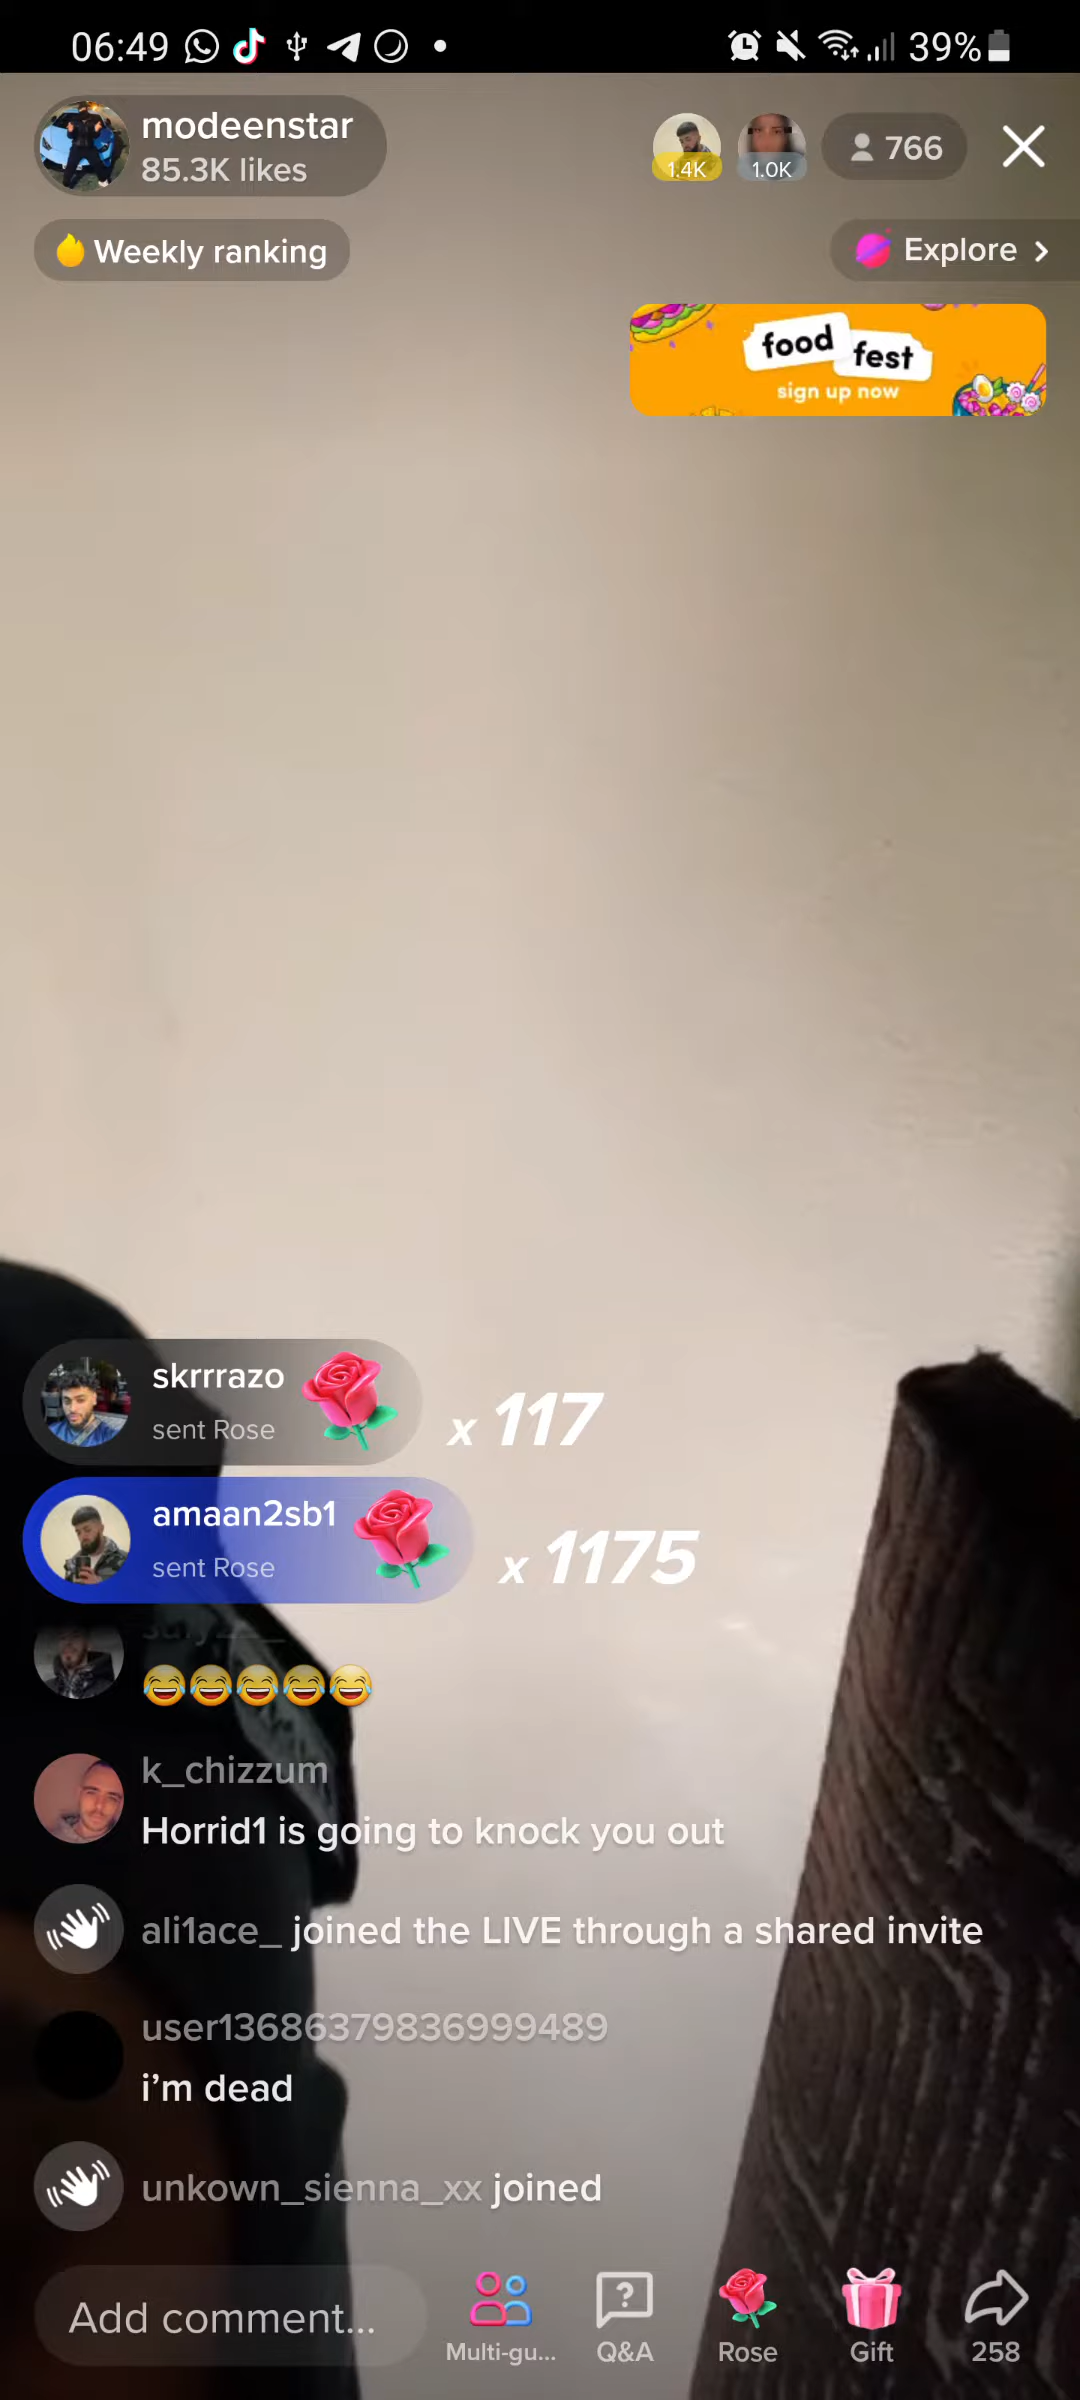 06:49
39%
modeenstar
85.3K likes
1.4K
1.0K
766
Weekly ranking
Explore
food
fest
sign up now
skrrrazo
sent Rose
x 117
amaan2sb1
sent Rose
x 1175
😂😂😂😂😂
k_chizzum
Horrid1 is going to knock you out
ali1ace_ joined the LIVE through a shared invite
user13686379836999489
i'm dead
unkown_sienna_xx joined
Add comment...
Multi-gu...
Q&A
Rose
Gift
258